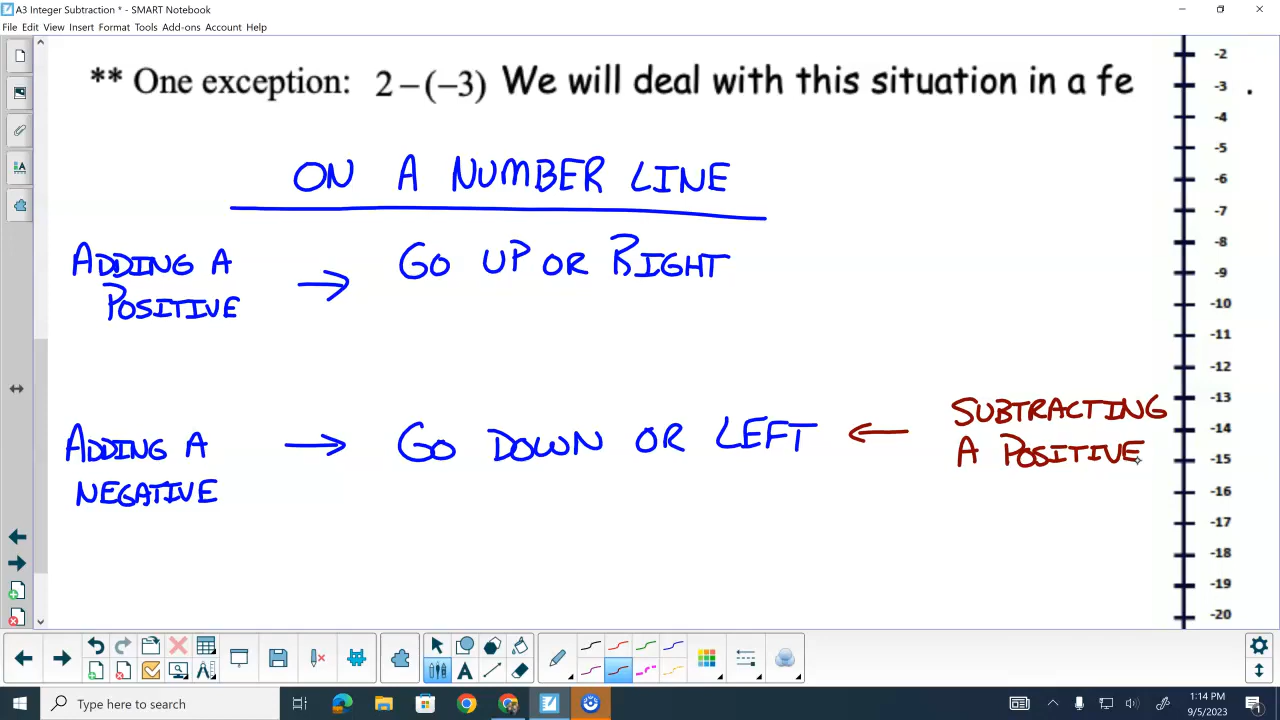 A3 Integer Subtraction * - SMART Notebook
File Edit View Insert Format Tools Add-ons Account Help
** One exception: 2 – (–3) We will deal with this situation in a fe .
ON A NUMBER LINE
ADDING A
POSITIVE → GO UP OR RIGHT
ADDING A
NEGATIVE → GO DOWN OR LEFT ← SUBTRACTING
A POSITIVE
-2
-3
-4
-5
-6
-7
-8
-9
-10
-11
-12
-13
-14
-15
-16
-17
-18
-19
-20
Type here to search
1:14 PM
9/5/2023